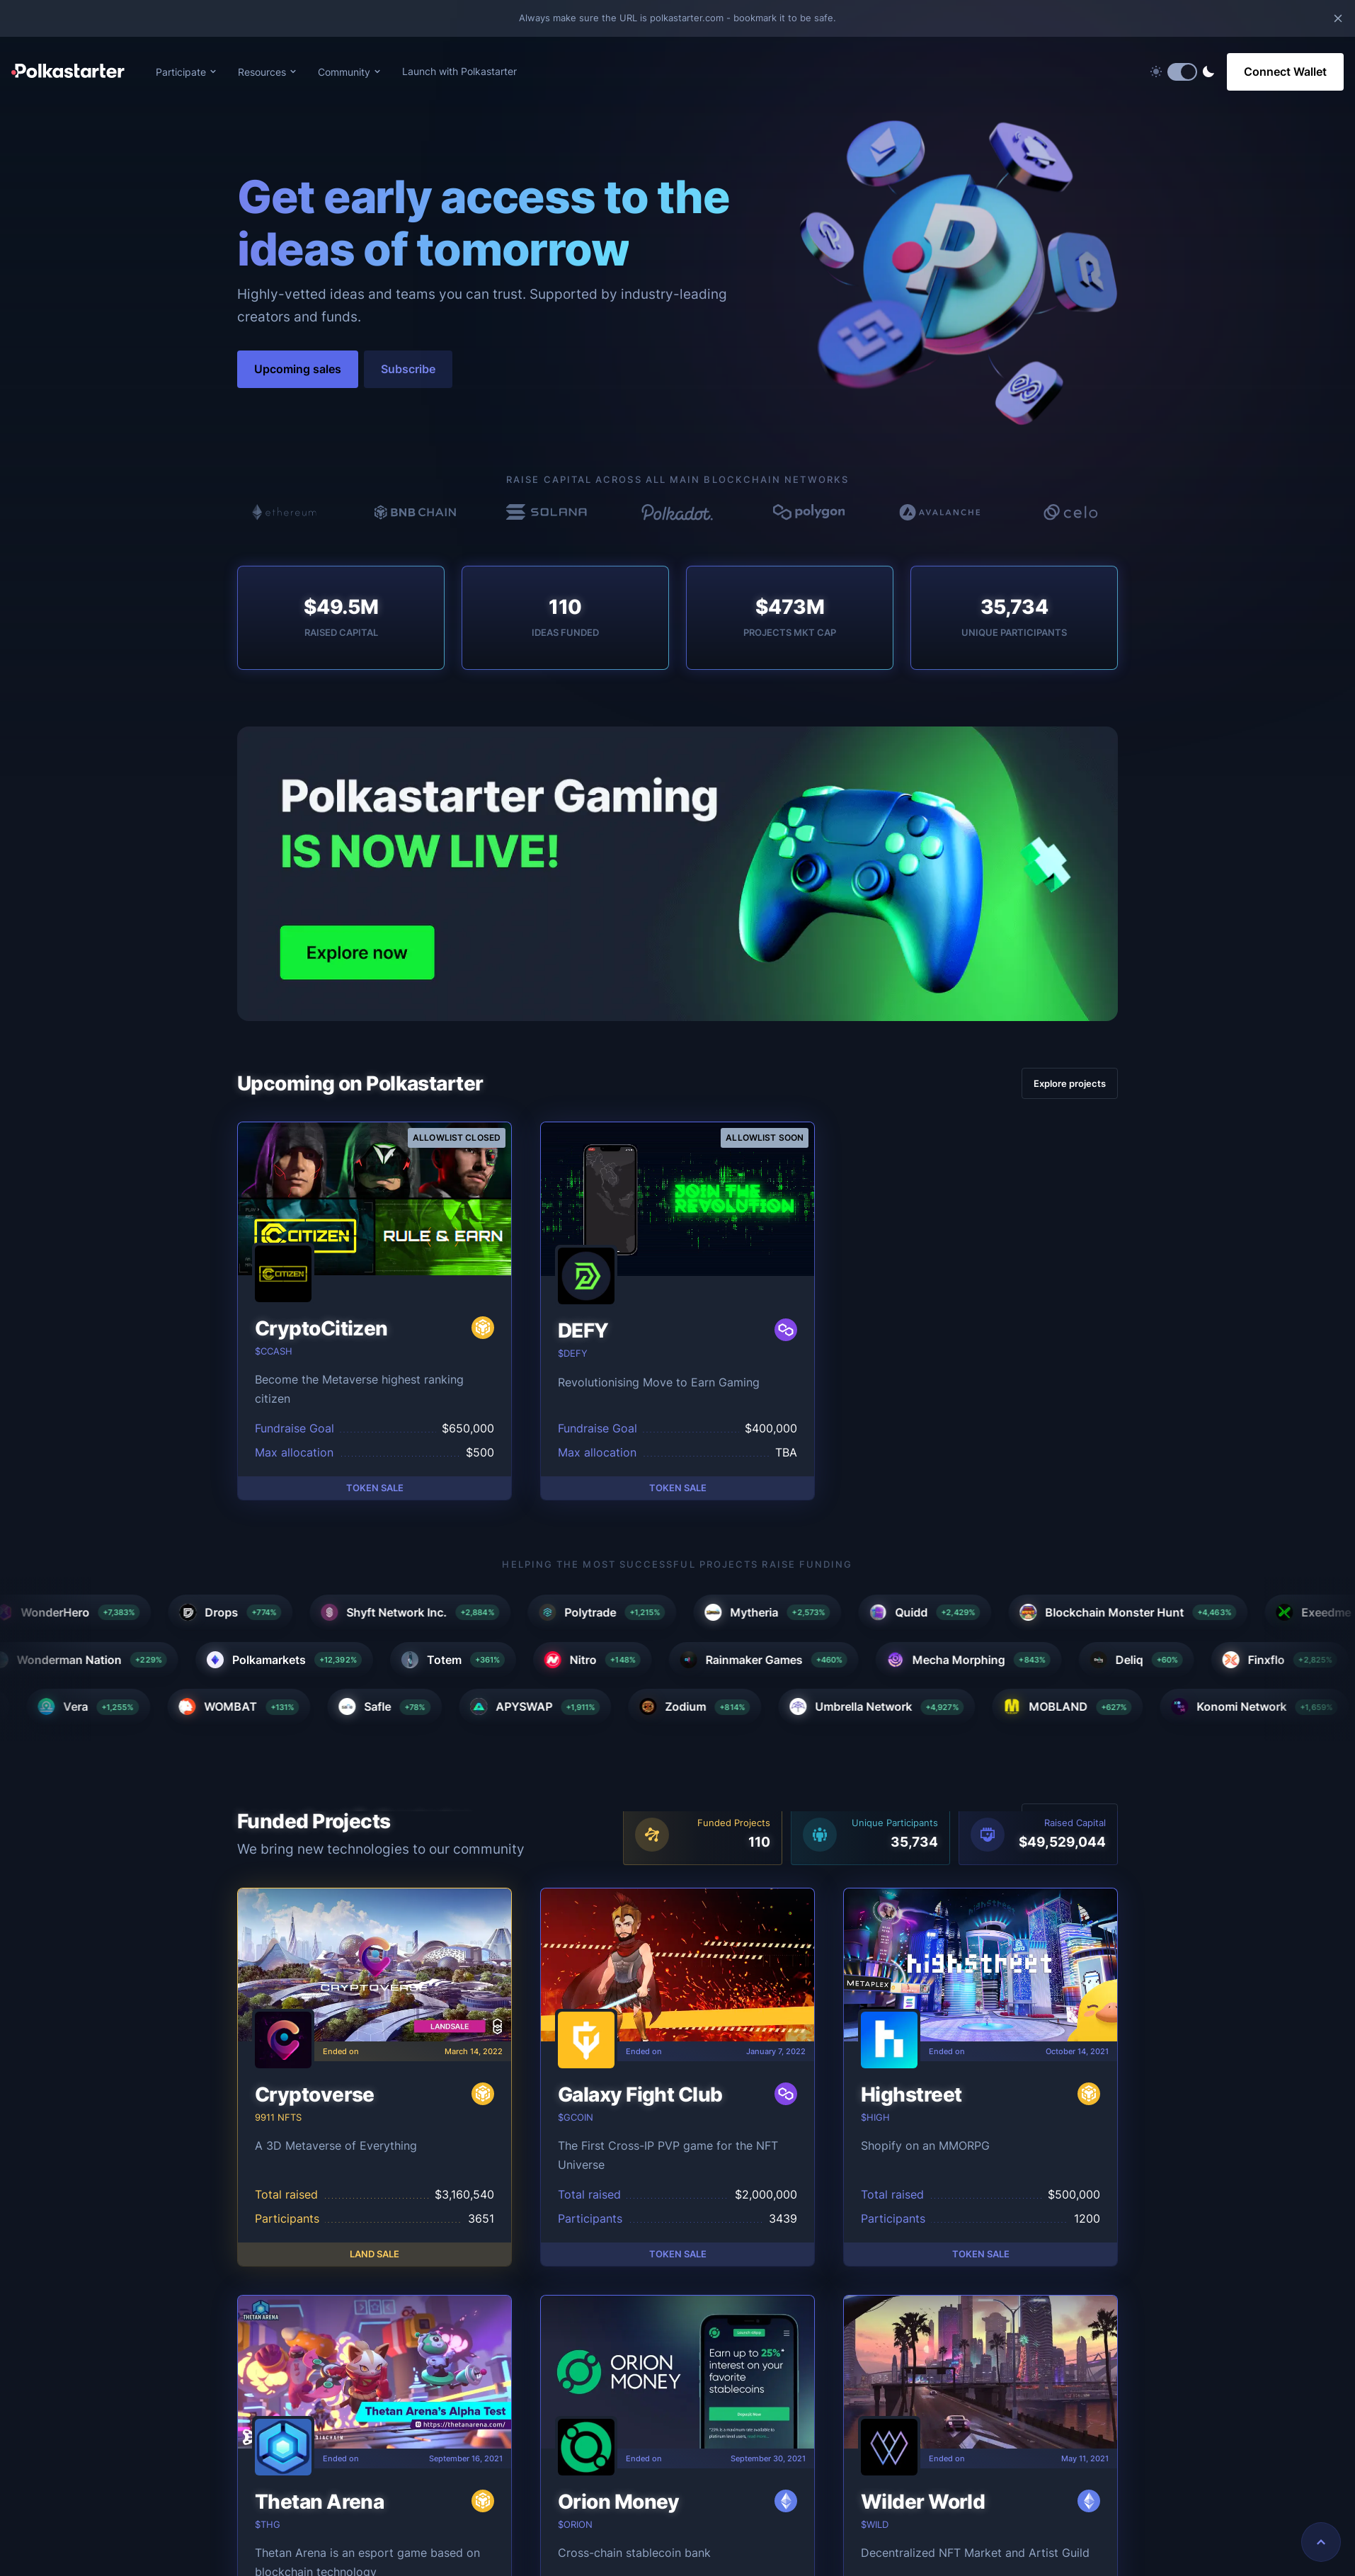 Always make sure the URL is polkastarter.com - bookmark it to be safe.
Polkastarter
Participate
Resources
Community
Launch with Polkastarter
Connect Wallet
Get early access to the
ideas of tomorrow
Highly-vetted ideas and teams you can trust. Supported by industry-leading
creators and funds.
Upcoming sales
Subscribe
RAISE CAPITAL ACROSS ALL MAIN BLOCKCHAIN NETWORKS
ethereum
BNB CHAIN
SOLANA
Polkadot.
polygon
AVALANCHE
celo
$49.5M
RAISED CAPITAL
110
IDEAS FUNDED
$473M
PROJECTS MKT CAP
35,734
UNIQUE PARTICIPANTS
Polkastarter Gaming
IS NOW LIVE!
Explore now
Upcoming on Polkastarter
Explore projects
ALLOWLIST CLOSED
CITIZEN
RULE & EARN
CITIZEN
CryptoCitizen
$CCASH
Become the Metaverse highest ranking
citizen
Fundraise Goal $650,000
Max allocation $500
TOKEN SALE
ALLOWLIST SOON
JOIN THE
REVOLUTION
DEFY
$DEFY
Revolutionising Move to Earn Gaming
Fundraise Goal $400,000
Max allocation TBA
TOKEN SALE
HELPING THE MOST SUCCESSFUL PROJECTS RAISE FUNDING
WonderHero +7,383% Drops +774% Shyft Network Inc. +2,884% Polytrade +1,215% Mytheria +2,573% Quidd +2,429% Blockchain Monster Hunt +4,463% Exeedme
Wonderman Nation +229% Polkamarkets +12,392% Totem +361% Nitro +148% Rainmaker Games +460% Mecha Morphing +843% Deliq +60% Finxflo +2,825%
Vera +1,255% WOMBAT +131% Safle +78% APYSWAP +1,911% Zodium +814% Umbrella Network +4,927% MOBLAND +627% Konomi Network +1,659%
Funded Projects
We bring new technologies to our community
Funded Projects
110
Unique Participants
35,734
Raised Capital
$49,529,044
CRYPTOVERSE
LANDSALE
Ended on March 14, 2022
Cryptoverse
9911 NFTS
A 3D Metaverse of Everything
Total raised $3,160,540
Participants 3651
LAND SALE
Ended on January 7, 2022
Galaxy Fight Club
$GCOIN
The First Cross-IP PVP game for the NFT
Universe
Total raised $2,000,000
Participants 3439
TOKEN SALE
highstreet
METAPLEX
Ended on October 14, 2021
Highstreet
$HIGH
Shopify on an MMORPG
Total raised $500,000
Participants 1200
TOKEN SALE
THETAN ARENA
Thetan Arena's Alpha Test
https://thetanarena.com/
Ended on September 16, 2021
Thetan Arena
$THG
Thetan Arena is an esport game based on
blockchain technology
ORION
MONEY
Earn up to 25%*
interest on your
favorite
stablecoins
Ended on September 30, 2021
Orion Money
$ORION
Cross-chain stablecoin bank
Ended on May 11, 2021
Wilder World
$WILD
Decentralized NFT Market and Artist Guild